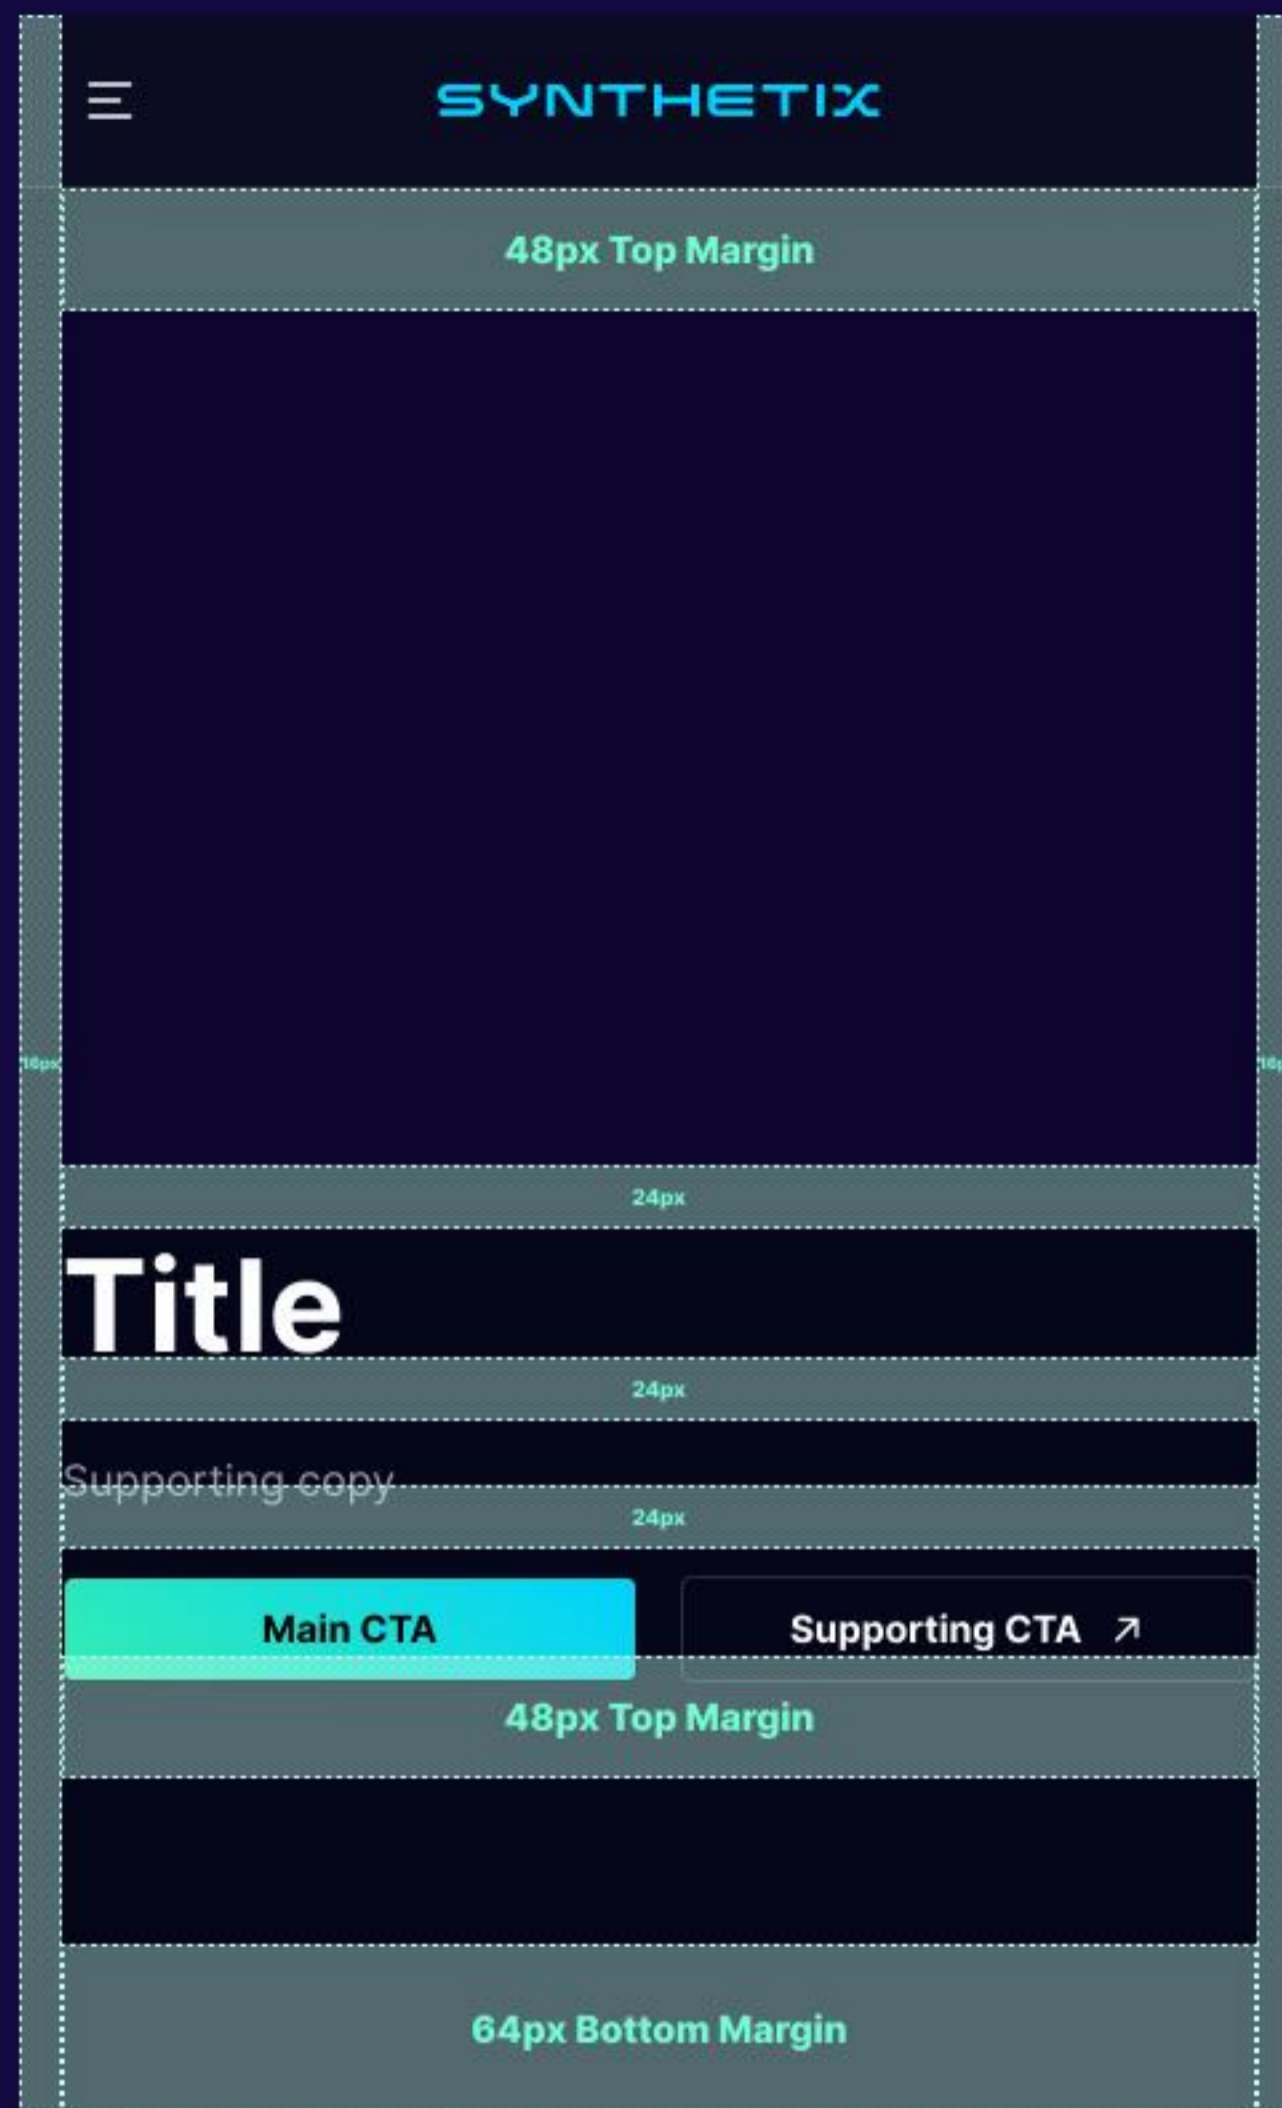 SYNTHETIX
48px Top Margin
16px
24px
Title
24px
Supporting copy
24px
Main CTA
Supporting CTA
48px Top Margin
64px Bottom Margin